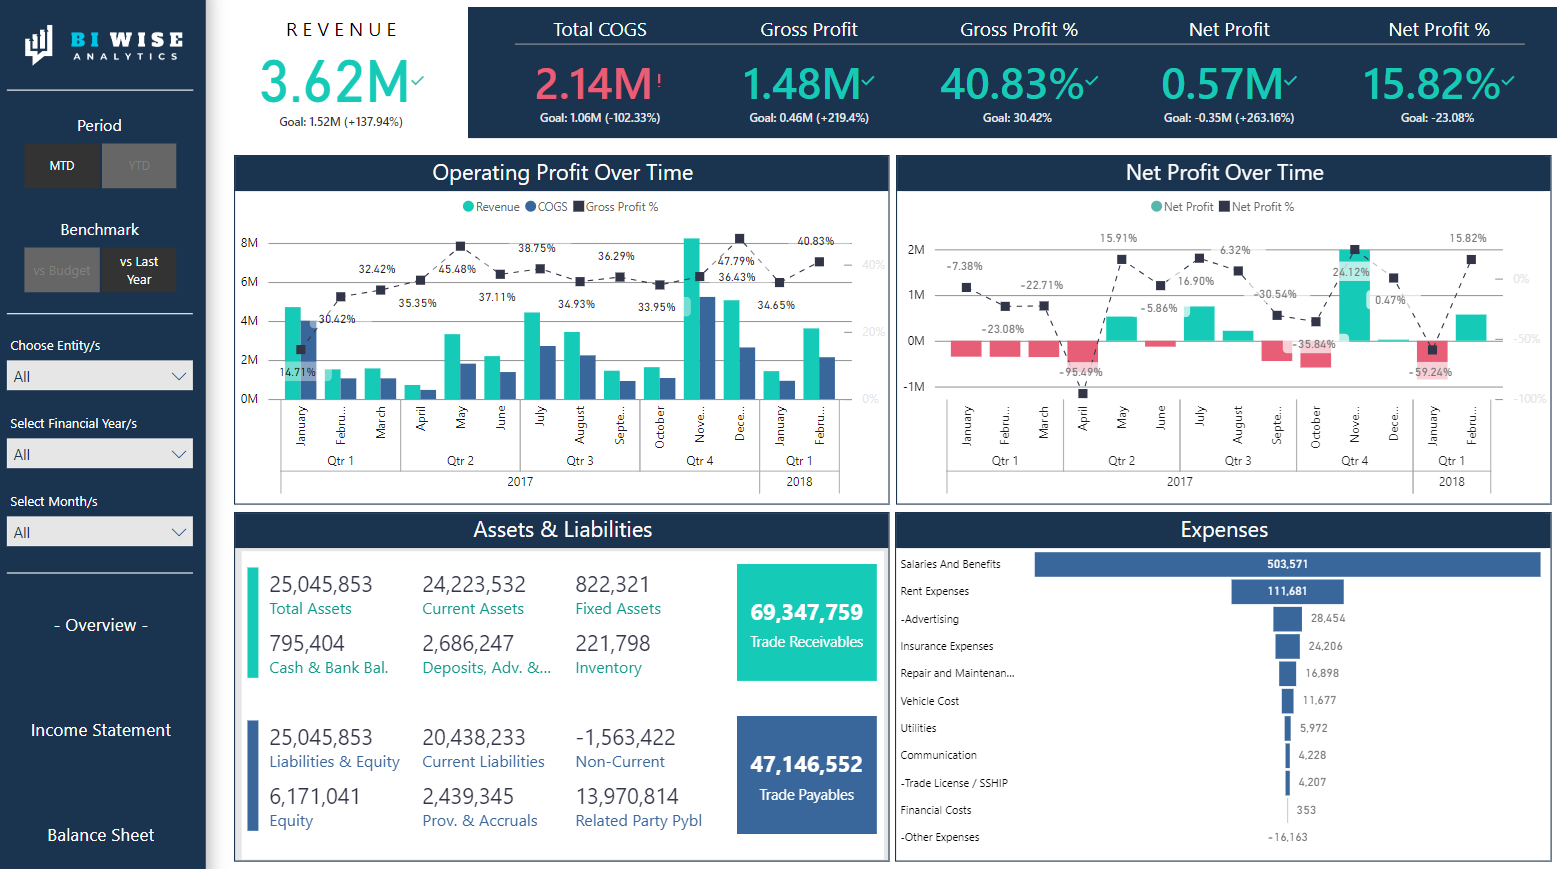 BI WISE
ANALYTICS
Period
MTD
YTD
Benchmark
vs Budget
vs Last
Year
Choose Entity/s
All
Select Financial Year/s
All
Select Month/s
All
- Overview -
Income Statement
Balance Sheet
REVENUE
3.62M
Goal: 1.52M (+137.94%)
Total COGS
2.14M!
Goal: 1.06M (-102.33%)
Gross Profit
1.48M
Goal: 0.46M (+219.4%)
Gross Profit %
40.83%
Goal: 30.42%
Net Profit
0.57M
Goal: -0.35M (+263.16%)
Net Profit %
15.82%
Goal: -23.08%
Operating Profit Over Time
Revenue COGS Gross Profit %
8M
6M
4M
2M
0M
40%
20%
0%
14.71%
30.42%
32.42%
35.35%
45.48%
37.11%
38.75%
34.93%
36.29%
33.95%
36.43%
47.79%
34.65%
40.83%
January
Febru...
March
April
May
June
July
August
Septe...
October
Nove...
Dece...
January
Febru...
Qtr 1 Qtr 2 Qtr 3 Qtr 4 Qtr 1
2017 2018
Net Profit Over Time
Net Profit Net Profit %
2M
1M
0M
-1M
0%
-50%
-100%
-7.38%
-23.08%
-22.71%
-95.49%
15.91%
-5.86%
16.90%
6.32%
-30.54%
-35.84%
24.12%
0.47%
-59.24%
15.82%
January
Febru...
March
April
May
June
July
August
Septe...
October
Nove...
Dece...
January
Febru...
Qtr 1 Qtr 2 Qtr 3 Qtr 4 Qtr 1
2017 2018
Assets & Liabilities
25,045,853 24,223,532 822,321
Total Assets Current Assets Fixed Assets
795,404 2,686,247 221,798
Cash & Bank Bal. Deposits, Adv. &... Inventory
69,347,759
Trade Receivables
25,045,853 20,438,233 -1,563,422
Liabilities & Equity Current Liabilities Non-Current
6,171,041 2,439,345 13,970,814
Equity Prov. & Accruals Related Party Pybl
47,146,552
Trade Payables
Expenses
Salaries And Benefits 503,571
Rent Expenses 111,681
-Advertising 28,454
Insurance Expenses 24,206
Repair and Maintenan... 16,898
Vehicle Cost 11,677
Utilities 5,972
Communication 4,228
-Trade License / SSHIP 4,207
Financial Costs 353
-Other Expenses -16,163